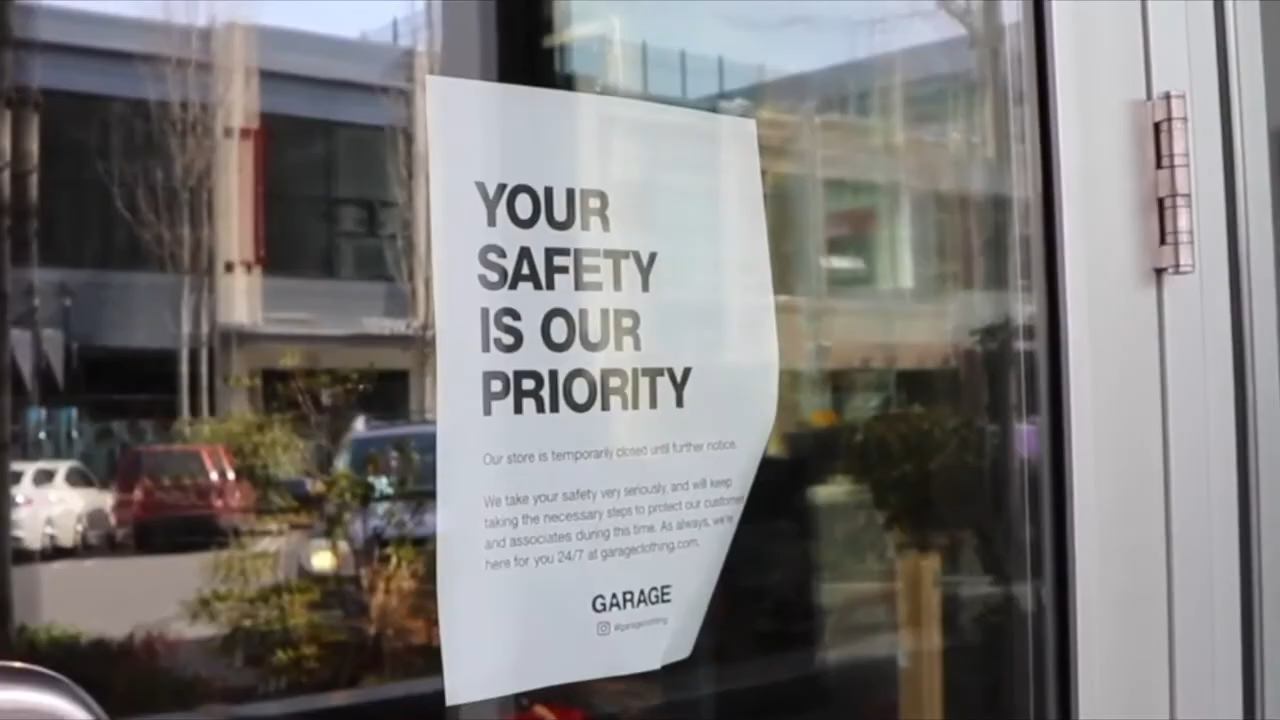 YOUR
SAFETY
IS OUR
PRIORITY
Our store is temporarily closed until further notice.
We take your safety very seriously, and will keep
taking the necessary steps to protect our customer
and associates during this time. As always, we're
here for you 24/7 at garageclothing.com.
GARAGE
#garageclothing